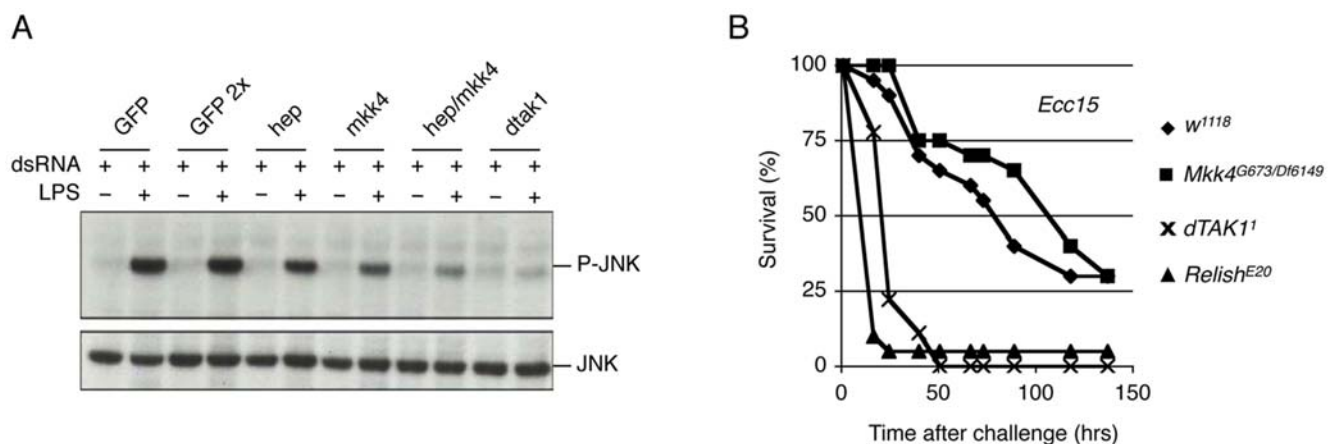 A
GFP
GFP 2x
hep
mkk4
hep/mkk4
dtak1
dsRNA + + + + + + + + + + + +
LPS – + – + – + – + – + – +
P-JNK
JNK
B
100
75
50
25
0
Survival (%)
0 50 100 150
Time after challenge (hrs)
Ecc15
w1118
Mkk4G673/Df6149
dTAK11
RelishE20